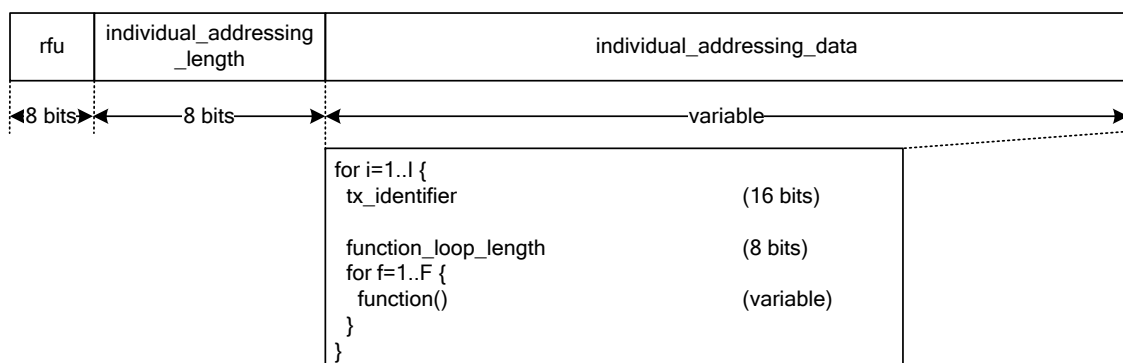 rfu
individual_addressing
_length
individual_addressing_data
8 bits
8 bits
variable
for i=1..I {
tx_identifier (16 bits)
function_loop_length (8 bits)
for f=1..F {
function() (variable)
}
}